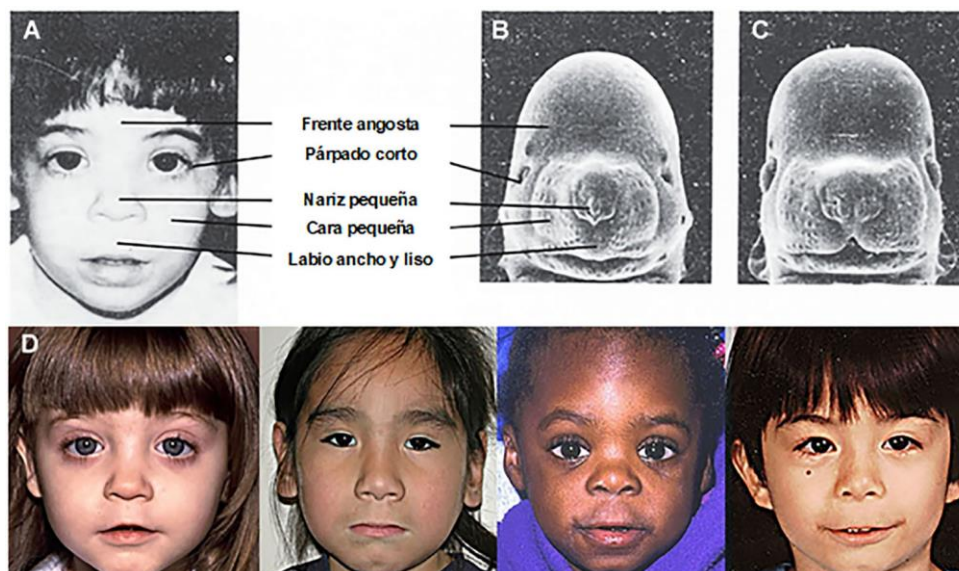 A
B
C
Frente angosta
Párpado corto
Nariz pequeña
Cara pequeña
Labio ancho y liso
D